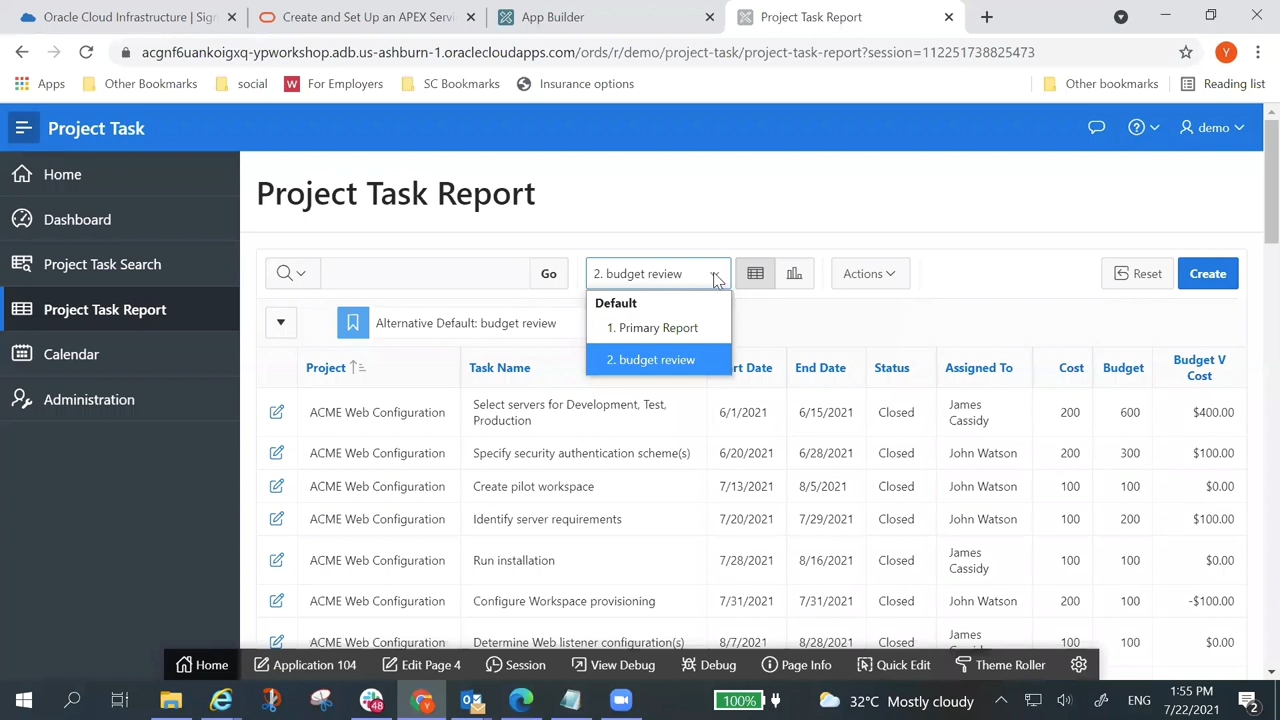 Oracle Cloud Infrastructure | Sign
Create and Set Up an APEX Servi
App Builder
Project Task Report
acgnf6uankoigxq-ypworkshop.adb.us-ashburn-1.oraclecloudapps.com/ords/r/demo/project-task/project-task-report?session=112251738825473
Y
Apps
Other Bookmarks
social
W
For Employers
SC Bookmarks
Insurance options
Other bookmarks
Reading list
Project Task
demo
Home
Dashboard
Project Task Search
Project Task Report
Calendar
Administration
Project Task Report
Go
2. budget review
Actions
Reset
Create
Default
1. Primary Report
2. budget review
Alternative Default: budget review
Project Task Name rt Date End Date Status Assigned To Cost Budget Budget V
Cost
ACME Web Configuration Select servers for Development, Test,
Production 6/1/2021 6/15/2021 Closed James
Cassidy 200 600 $400.00
ACME Web Configuration Specify security authentication scheme(s) 6/20/2021 6/28/2021 Closed John Watson 200 300 $100.00
ACME Web Configuration Create pilot workspace 7/13/2021 8/5/2021 Closed John Watson 100 100 $0.00
ACME Web Configuration Identify server requirements 7/20/2021 7/29/2021 Closed John Watson 100 200 $100.00
ACME Web Configuration Run installation 7/28/2021 8/16/2021 Closed James
Cassidy 100 100 $0.00
ACME Web Configuration Configure Workspace provisioning 7/31/2021 7/31/2021 Closed John Watson 200 100 -$100.00
ACME Web Configuration Determine Web listener configuration(s) 8/7/2021 8/28/2021 Closed James
Cassidy 100 100 $0.00
Home
Application 104
Edit Page 4
Session
View Debug
Debug
Page Info
Quick Edit
Theme Roller
48
Y
100%
32°C Mostly cloudy
ENG
1:55 PM
7/22/2021
2